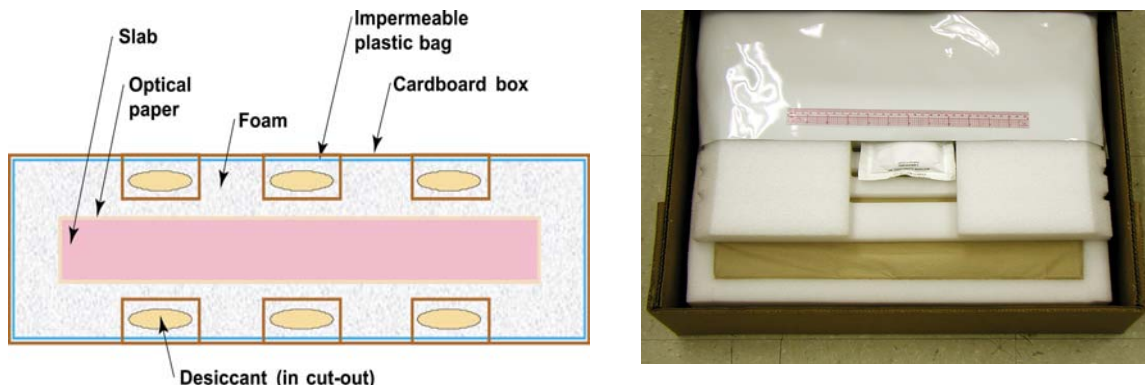 Slab
Optical
paper
Foam
Impermeable
plastic bag
Cardboard box
Desiccant (in cut-out)